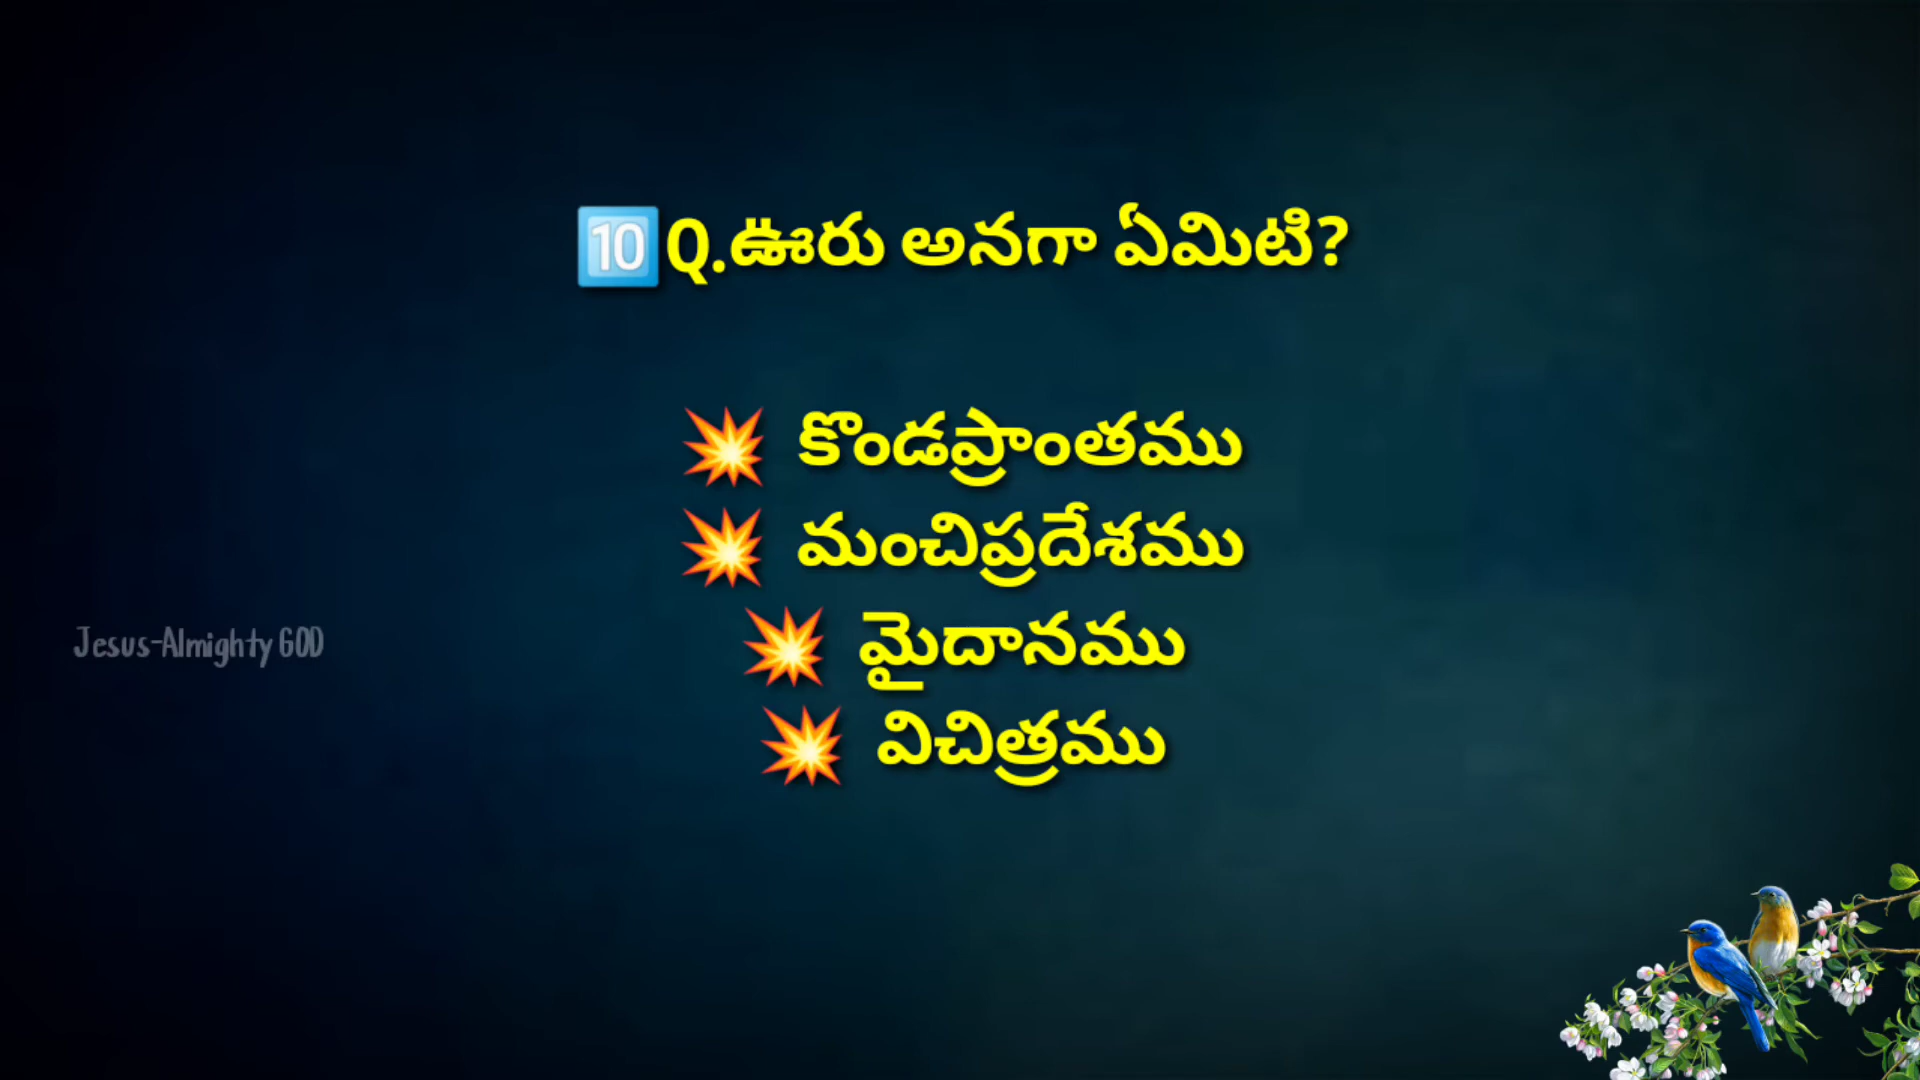 🔟Q.ఊరు అనగా ఏమిటి?
💥 కొండప్రాంతము
💥 మంచిప్రదేశము
💥 మైదానము
💥 విచిత్రము
Jesus-Almighty GOD